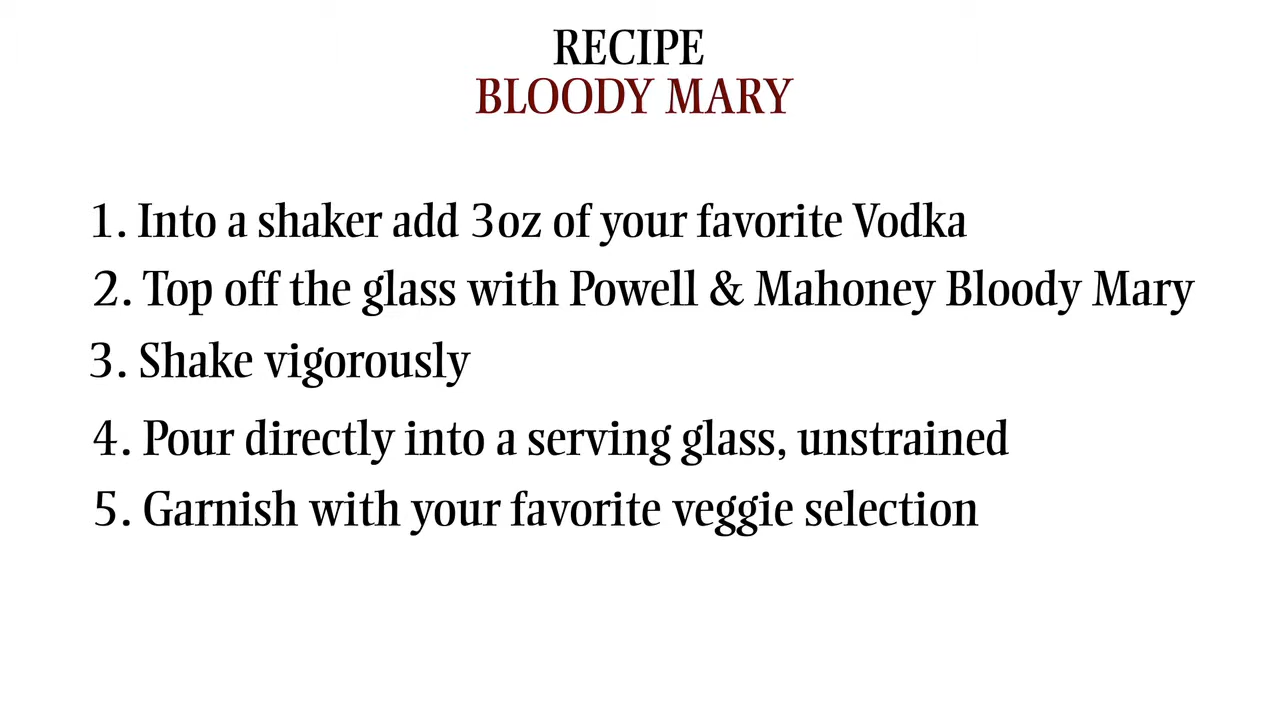 RECIPE
BLOODY MARY
1. Into a shaker add 3oz of your favorite Vodka
2. Top off the glass with Powell & Mahoney Bloody Mary
3. Shake vigorously
4. Pour directly into a serving glass, unstrained
5. Garnish with your favorite veggie selection